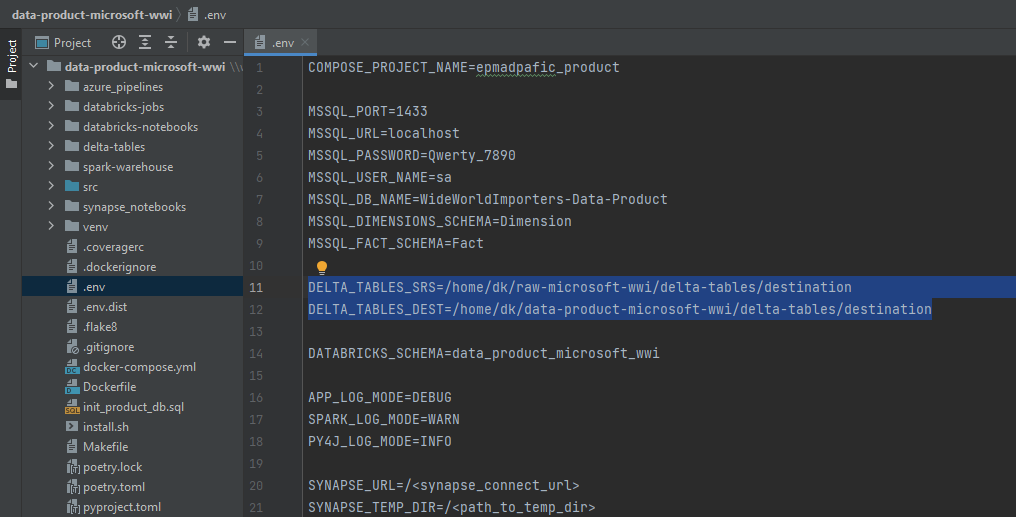 data-product-microsoft-wwi .env
Project
Project
.env
data-product-microsoft-wwi
azure_pipelines
databricks-jobs
databricks-notebooks
delta-tables
spark-warehouse
src
synapse_notebooks
venv
.coveragerc
.dockerignore
.env
.env.dist
.flake8
.gitignore
docker-compose.yml
Dockerfile
init_product_db.sql
install.sh
Makefile
poetry.lock
poetry.toml
pyproject.toml
1 COMPOSE_PROJECT_NAME=epmadpafic_product
2
3 MSSQL_PORT=1433
4 MSSQL_URL=localhost
5 MSSQL_PASSWORD=Qwerty_7890
6 MSSQL_USER_NAME=sa
7 MSSQL_DB_NAME=WideWorldImporters-Data-Product
8 MSSQL_DIMENSIONS_SCHEMA=Dimension
9 MSSQL_FACT_SCHEMA=Fact
10
11 DELTA_TABLES_SRS=/home/dk/raw-microsoft-wwi/delta-tables/destination
12 DELTA_TABLES_DEST=/home/dk/data-product-microsoft-wwi/delta-tables/destination
13
14 DATABRICKS_SCHEMA=data_product_microsoft_wwi
15
16 APP_LOG_MODE=DEBUG
17 SPARK_LOG_MODE=WARN
18 PY4J_LOG_MODE=INFO
19
20 SYNAPSE_URL=/<synapse_connect_url>
21 SYNAPSE_TEMP_DIR=/<path_to_temp_dir>